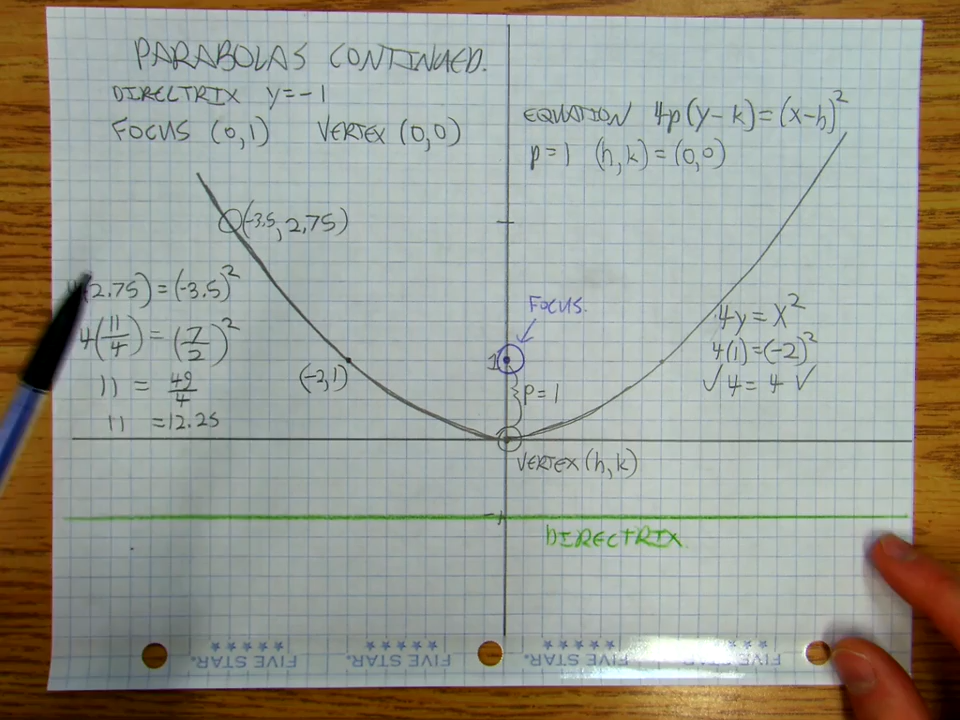 PARABOLAS CONTINUED.
DIRECTRIX y=-1
FOCUS (0,1) VERTEX (0,0)
EQUATION 4p(y-k)=(x-h)²
p=1 (h,k)=(0,0)
(-3.5, 2.75)
(2.75)=(-3.5)²
4(11/4)=(7/2)²
11 = 49/4
11 =12.25
(-2,1)
FOCUS.
1
p=1
4y=x²
4(1)=(-2)²
✓ 4=4 ✓
VERTEX (h,k)
-1
DIRECTRIX
FIVE STAR.
FIVE STAR.
FIVE STAR.
FIVE STAR.